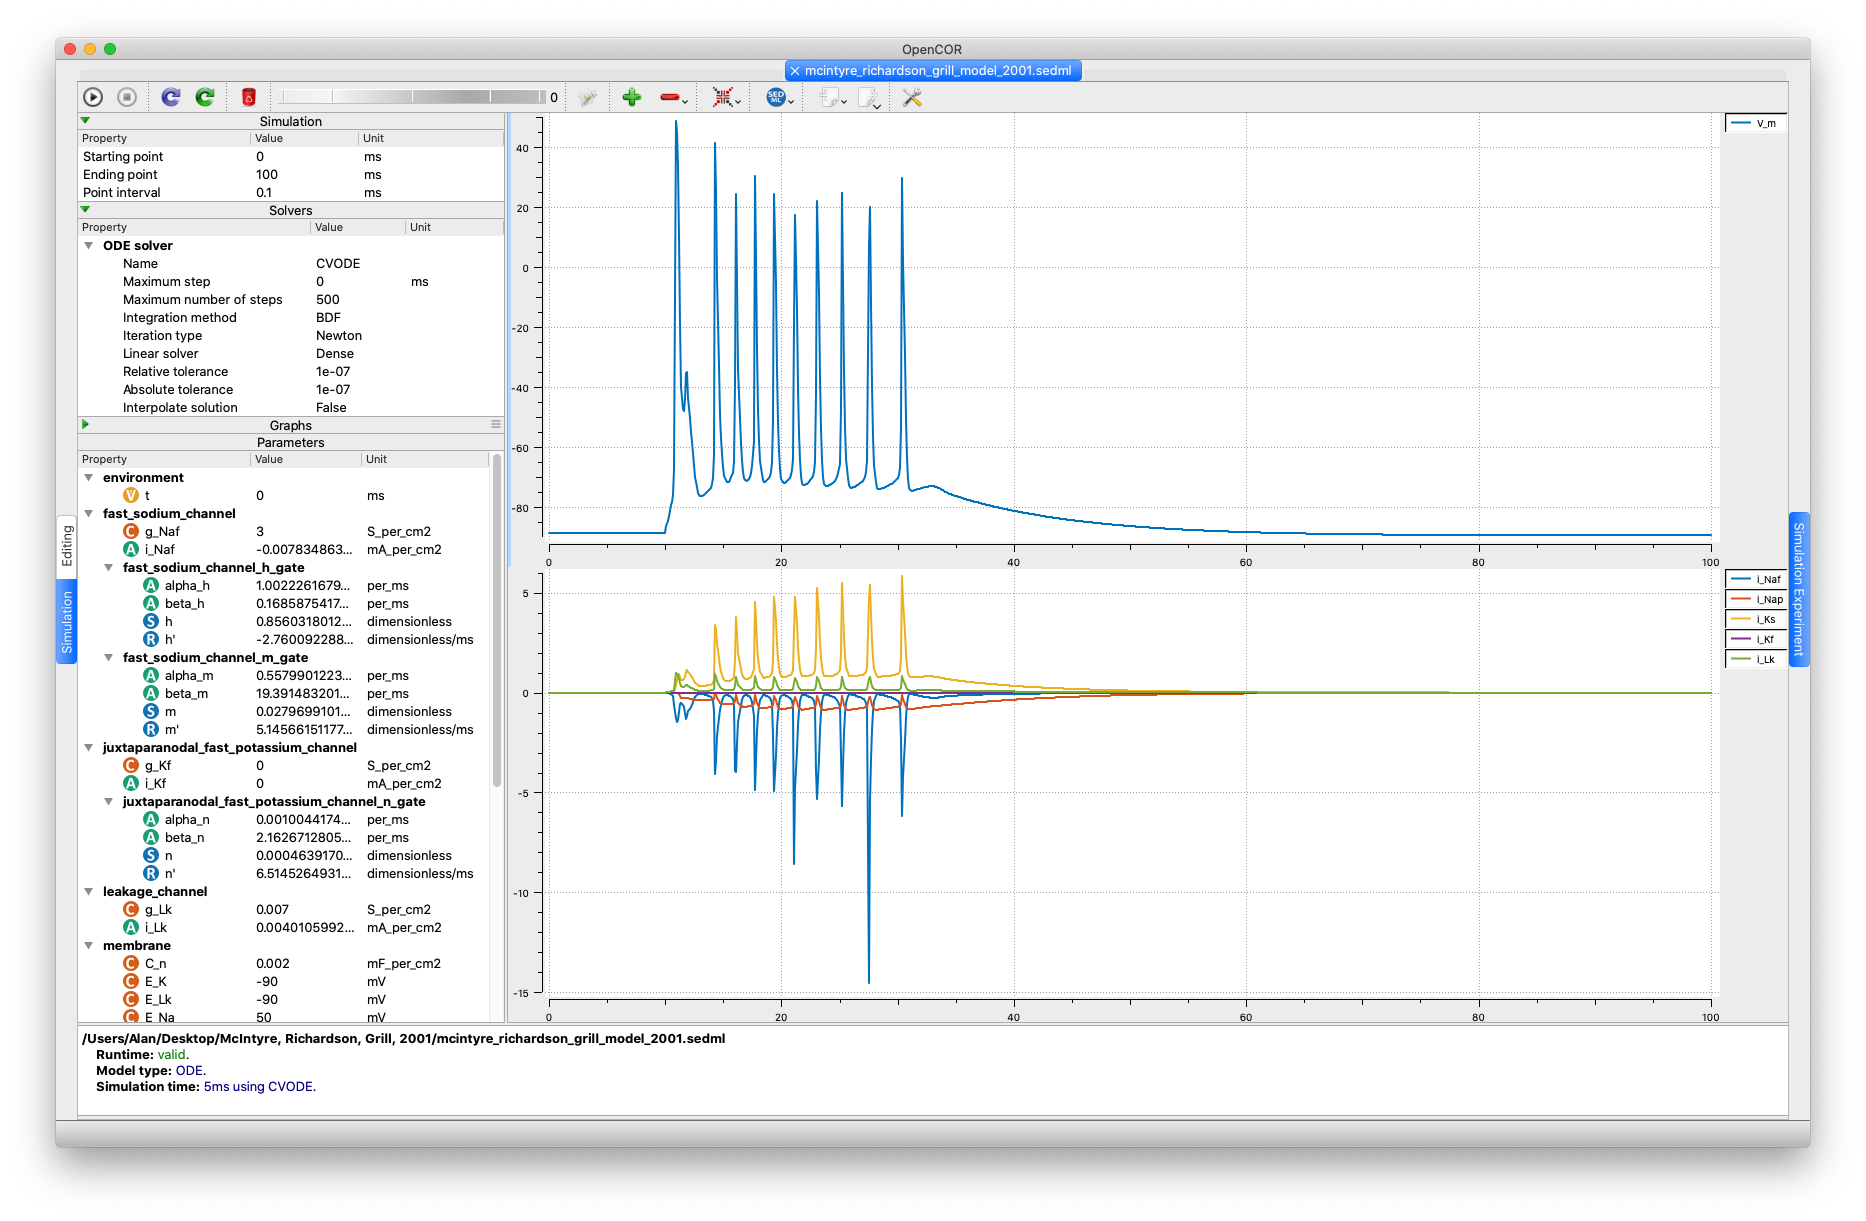 OpenCOR
mcintyre_richardson_grill_model_2001.sedml
0
SED ML
Simulation
Property Value Unit
Starting point 0 ms
Ending point 100 ms
Point interval 0.1 ms
Solvers
Property Value Unit
ODE solver
Name CVODE
Maximum step 0 ms
Maximum number of steps 500
Integration method BDF
Iteration type Newton
Linear solver Dense
Relative tolerance 1e-07
Absolute tolerance 1e-07
Interpolate solution False
Graphs
Parameters
Property Value Unit
environment
V t 0 ms
fast_sodium_channel
C g_Naf 3 S_per_cm2
A i_Naf -0.007834863... mA_per_cm2
fast_sodium_channel_h_gate
A alpha_h 1.0022261679... per_ms
A beta_h 0.1685875417... per_ms
S h 0.8560318012... dimensionless
R h' -2.760092288... dimensionless/ms
fast_sodium_channel_m_gate
A alpha_m 0.5579901223... per_ms
A beta_m 19.391483201... per_ms
S m 0.0279699101... dimensionless
R m' 5.14566151177... dimensionless/ms
juxtaparanodal_fast_potassium_channel
C g_Kf 0 S_per_cm2
A i_Kf 0 mA_per_cm2
juxtaparanodal_fast_potassium_channel_n_gate
A alpha_n 0.0010044174... per_ms
A beta_n 2.1626712805... per_ms
S n 0.0004639170... dimensionless
R n' 6.5145264931... dimensionless/ms
leakage_channel
C g_Lk 0.007 S_per_cm2
A i_Lk 0.0040105992... mA_per_cm2
membrane
C C_n 0.002 mF_per_cm2
C E_K -90 mV
C E_Lk -90 mV
C E_Na 50 mV
Editing
Simulation
40
20
0
-20
-40
-60
-80
0 20 40 60 80 100
V_m
5
0
-5
-10
-15
0 20 40 60 80 100
i_Naf
i_Nap
i_Ks
i_Kf
i_Lk
Simulation Experiment
/Users/Alan/Desktop/McIntyre, Richardson, Grill, 2001/mcintyre_richardson_grill_model_2001.sedml
Runtime: valid.
Model type: ODE.
Simulation time: 5ms using CVODE.